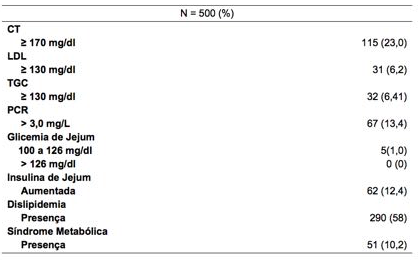 N = 500 (%)
CT
≥ 170 mg/dl 115 (23,0)
LDL
≥ 130 mg/dl 31 (6,2)
TGC
≥ 130 mg/dl 32 (6,41)
PCR
> 3,0 mg/L 67 (13,4)
Glicemia de Jejum
100 a 126 mg/dl 5(1,0)
> 126 mg/dl 0 (0)
Insulina de Jejum
Aumentada 62 (12,4)
Dislipidemia
Presença 290 (58)
Síndrome Metabólica
Presença 51 (10,2)